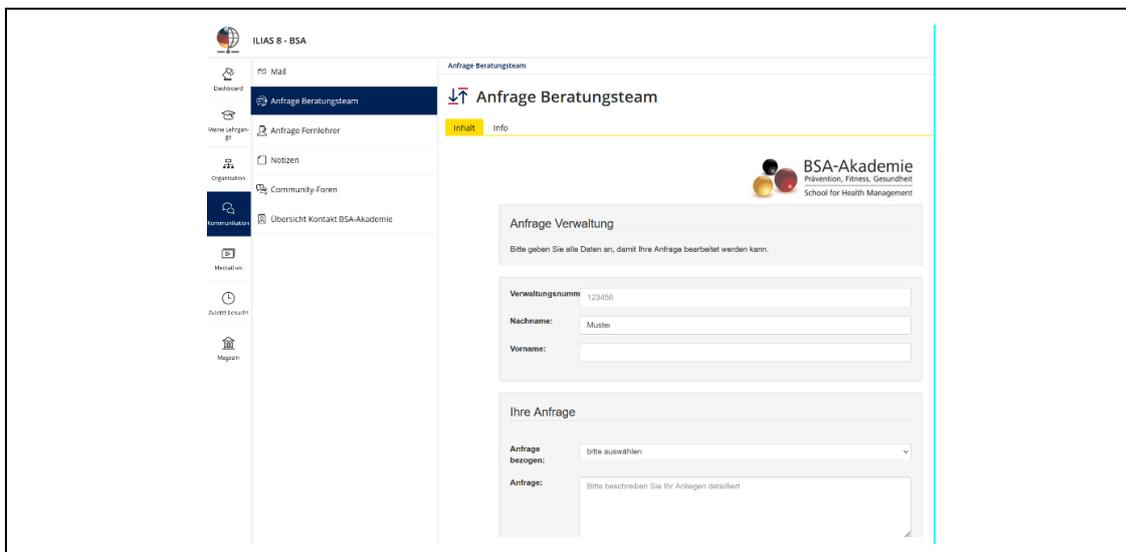 ILIAS 8 - BSA
Dashboard
Meine Lehrgän-
ge
Organisation
Kommunikation
Mediathek
Zuletzt besucht
Magazin
Mail
Anfrage Beratungsteam
Anfrage Fernlehrer
Notizen
Community-Foren
Übersicht Kontakt BSA-Akademie
Anfrage Beratungsteam
Anfrage Beratungsteam
Inhalt Info
BSA-Akademie
Prävention, Fitness, Gesundheit
School for Health Management
Anfrage Verwaltung
Bitte geben Sie alle Daten an, damit Ihre Anfrage bearbeitet werden kann.
Verwaltungsnumm 123456
Nachname: Muster
Vorname:
Ihre Anfrage
Anfrage
bezogen: bitte auswählen
Anfrage: Bitte beschreiben Sie Ihr Anliegen detailliert